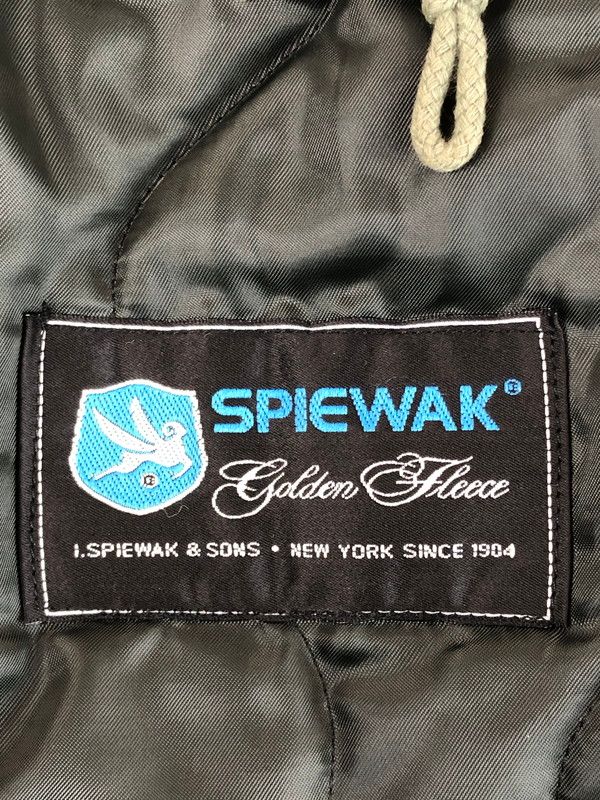 SPIEWAK®
Golden Fleece
I.SPIEWAK & SONS • NEW YORK SINCE 1904